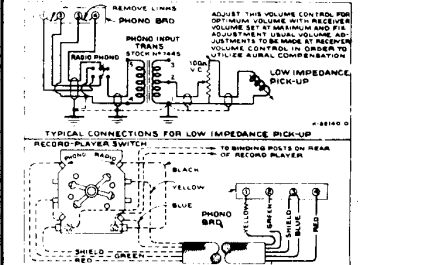 REMOVE LINKS
PHONO BRD
ADJUST THIS VOLUME CONTROL FOR
OPTIMUM VOLUME WITH RECEIVER
VOLUME SET AT MAXIMUM AND FIX
ADJUSTMENT USUAL VOLUME AD-
JUSTMENTS TO BE MADE AT RECEIVER
VOLUME CONTROL IN ORDER TO
UTILIZE AURAL COMPENSATION
PHONO INPUT
TRANS
STOCK No 7445
RADIO PHONO
V.C.
LOW IMPEDANCE
PICK-UP
TYPICAL CONNECTIONS FOR LOW IMPEDANCE PICK-UP
RECORD-PLAYER SWITCH
PHONO RADIO
TO BINDING POSTS ON REAR
OF RECORD PLAYER
BLACK
YELLOW
BLUE
1 2 3 4
PHONO
BRD
YELLOW
GREEN
SHIELD
BLUE
RED
SHIELD
GREEN
RED